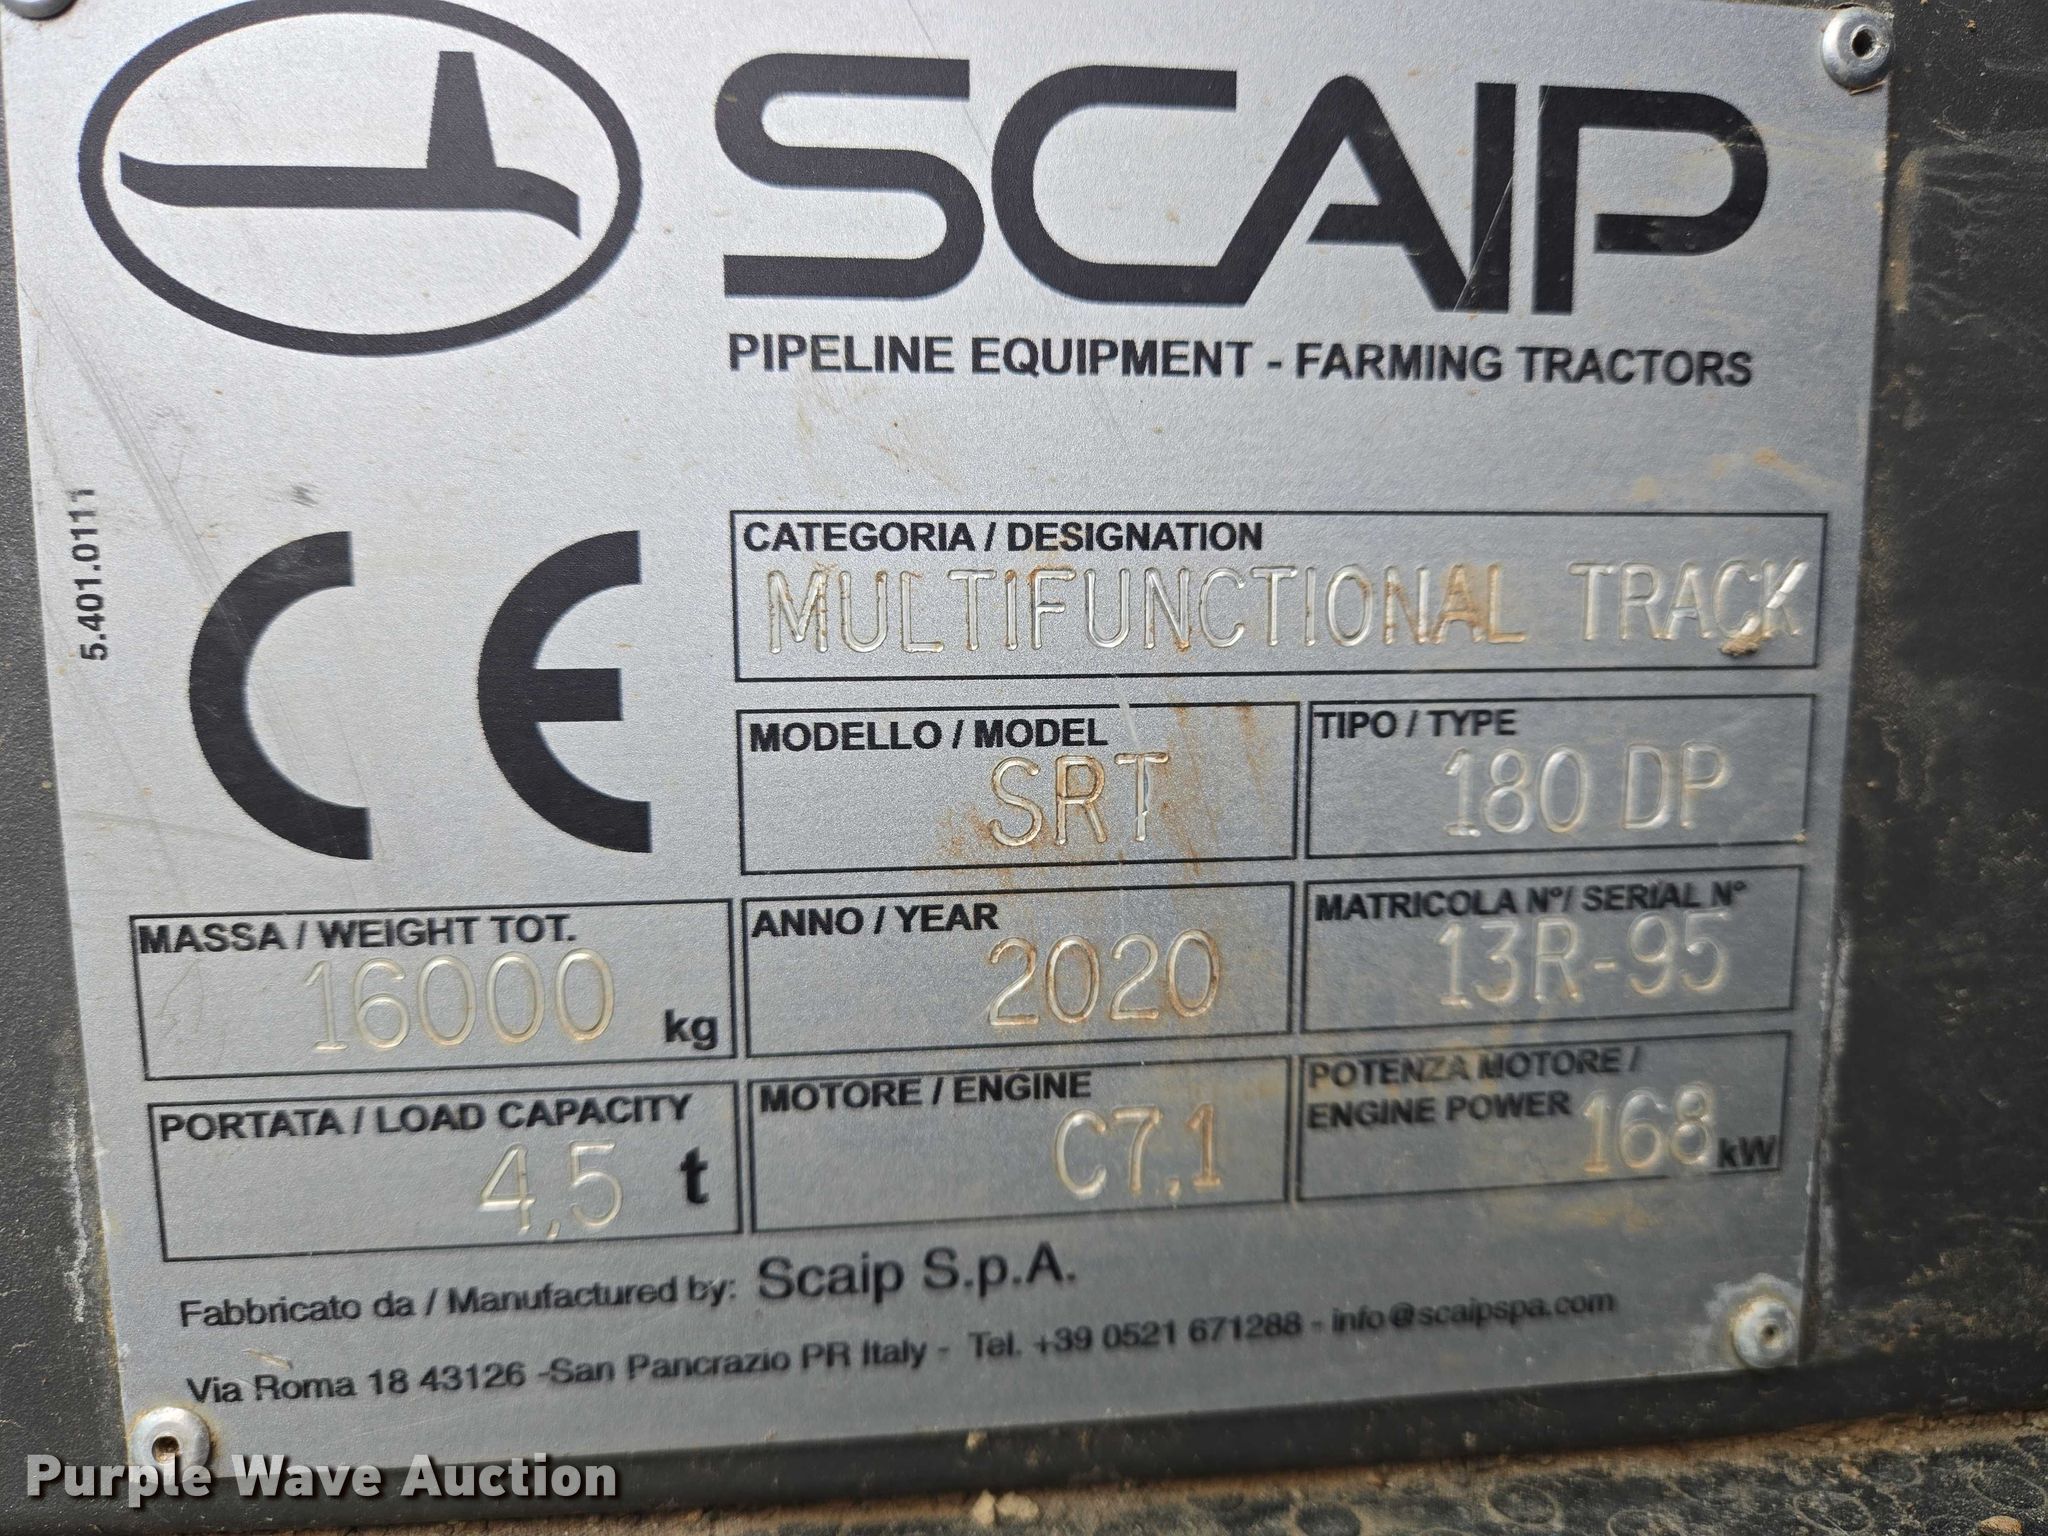 SCAIP
PIPELINE EQUIPMENT - FARMING TRACTORS
5.401.0111
CE
CATEGORIA / DESIGNATION
MULTIFUNCTIONAL TRACK
MODELLO / MODEL
SRT
TIPO / TYPE
180 DP
MASSA / WEIGHT TOT.
16000 kg
ANNO / YEAR
2020
MATRICOLA N°/ SERIAL N°
13R-95
PORTATA / LOAD CAPACITY
4,5 t
MOTORE / ENGINE
C7,1
POTENZA MOTORE /
ENGINE POWER 168 kW
Fabbricato da / Manufactured by: Scaip S.p.A.
Via Roma 18 43126 -San Pancrazio PR Italy - Tel. +39 0521 671288 - info@scaipspa.com
Purple Wave Auction